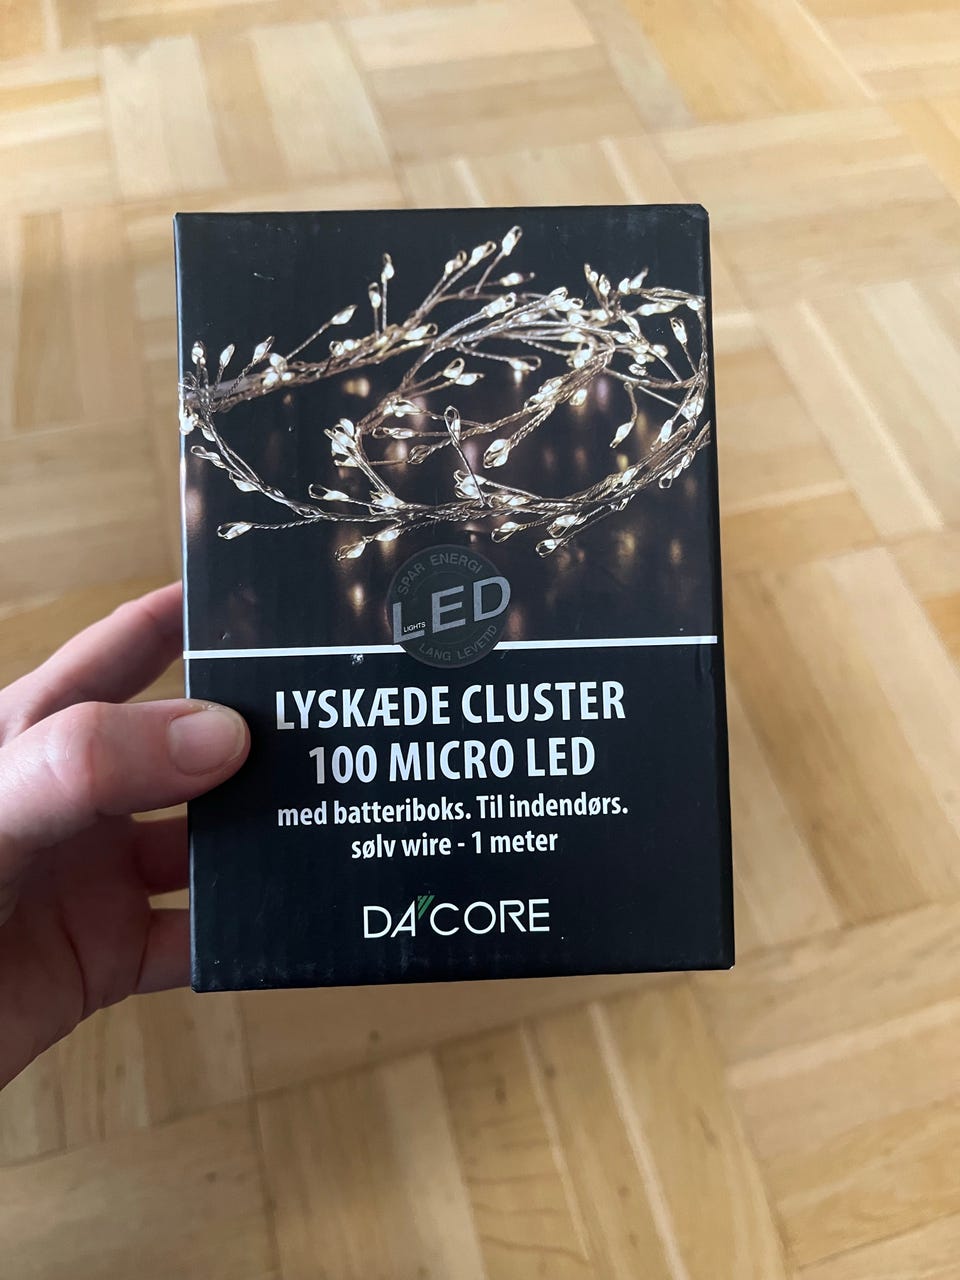 SPAR ENERGI
LED
LIGHTS
LANG LEVETID
LYSKÆDE CLUSTER
100 MICRO LED
med batteriboks. Til indendørs.
sølv wire - 1 meter
DA'CORE